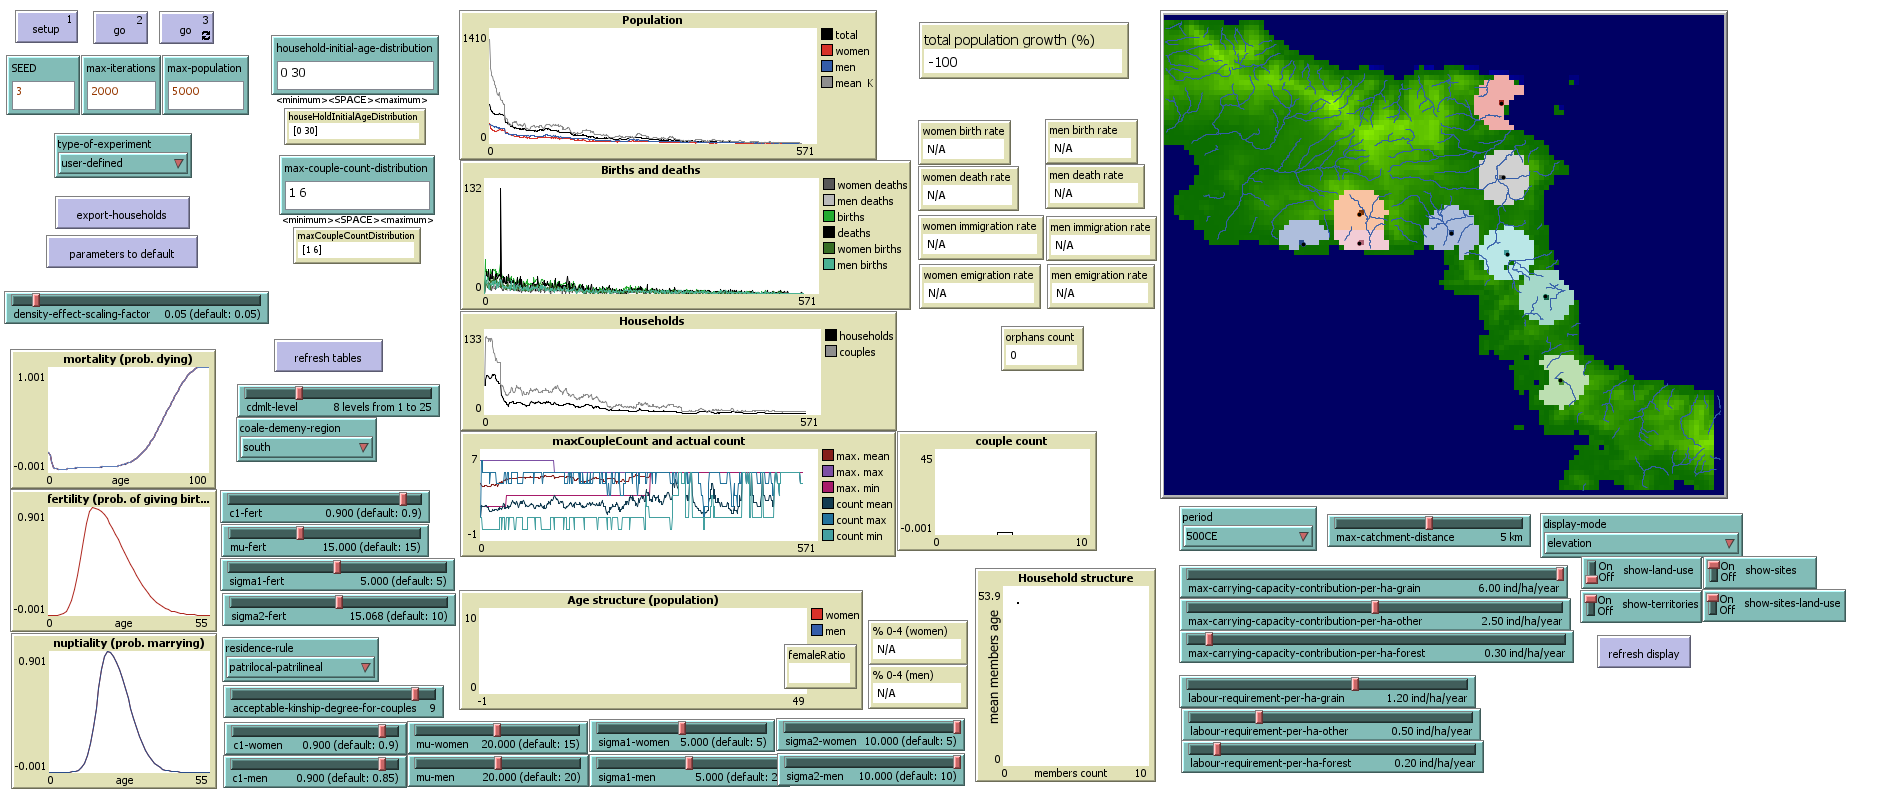 setup 1
go 2
go 3
SEED
3
max-iterations
2000
max-population
5000
household-initial-age-distribution
0 30
<minimum><SPACE><maximum>
houseHoldInitialAgeDistribution
[0 30]
type-of-experiment
user-defined
max-couple-count-distribution
1 6
<minimum><SPACE><maximum>
maxCoupleCountDistribution
[1 6]
export-households
parameters to default
density-effect-scaling-factor 0.05 (default: 0.05)
mortality (prob. dying)
1.001
-0.001
0 age 100
refresh tables
cdmlt-level 8 levels from 1 to 25
coale-demeny-region
south
fertility (prob. of giving birt...
0.901
-0.001
0 age 55
c1-fert 0.900 (default: 0.9)
mu-fert 15.000 (default: 15)
sigma1-fert 5.000 (default: 5)
sigma2-fert 15.068 (default: 10)
nuptiality (prob. marrying)
0.901
-0.001
0 age 55
residence-rule
patrilocal-patrilineal
acceptable-kinship-degree-for-couples 9
c1-women 0.900 (default: 0.9)
mu-women 20.000 (default: 15)
sigma1-women 5.000 (default: 5)
sigma2-women 10.000 (default: 5)
c1-men 0.900 (default: 0.85)
mu-men 20.000 (default: 20)
sigma1-men 5.000 (default: 2
sigma2-men 10.000 (default: 10)
Population
1410
0
0 571
total
women
men
mean K
Births and deaths
132
0
0 571
women deaths
men deaths
births
deaths
women births
men births
Households
133
0
0 571
households
couples
maxCoupleCount and actual count
7
-1
0 571
max. mean
max. max
max. min
count mean
count max
count min
couple count
45
-0.001
0 10
Age structure (population)
10
0
-1 49
women
men
femaleRatio
% 0-4 (women)
N/A
% 0-4 (men)
N/A
Household structure
53.9
mean members age
0
0 members count 10
total population growth (%)
-100
women birth rate
N/A
men birth rate
N/A
women death rate
N/A
men death rate
N/A
women immigration rate
N/A
men immigration rate
N/A
women emigration rate
N/A
men emigration rate
N/A
orphans count
0
period
500CE
max-catchment-distance 5 km
display-mode
elevation
max-carrying-capacity-contribution-per-ha-grain 6.00 ind/ha/year
max-carrying-capacity-contribution-per-ha-other 2.50 ind/ha/year
max-carrying-capacity-contribution-per-ha-forest 0.30 ind/ha/year
On
Off
show-land-use
On
Off
show-sites
On
Off
show-territories
On
Off
show-sites-land-use
refresh display
labour-requirement-per-ha-grain 1.20 ind/ha/year
labour-requirement-per-ha-other 0.50 ind/ha/year
labour-requirement-per-ha-forest 0.20 ind/ha/year